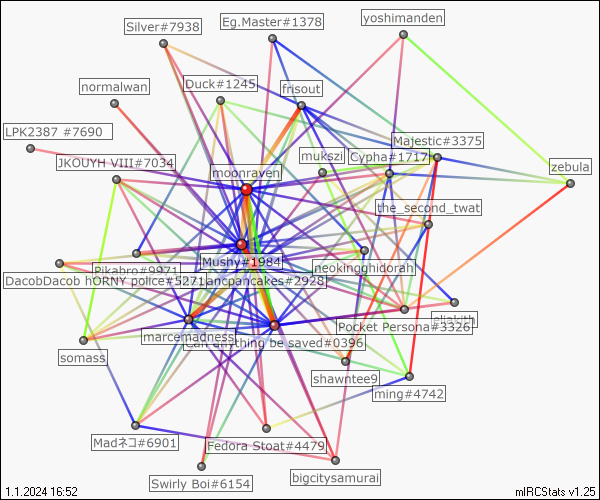 yoshimanden
Eg.Master#1378
Silver#7938
normalwan
Duck#1245
frisout
LPK2387 #7690
Majestic#3375
mukszi
Cypha#1717
JKOUYH VIII#7034
zebula
moonraven
the_second_twat
Mushy#1984
neokingghidorah
Pikabro#9971
DacobDacob hORNY police#5271
ancpancakes#2928
Pocket Persona#3326
marcemadness
Can anything be saved#0396
somass
shawntee9
ming#4742
Madネコ#6901
Fedora Stoat#4479
bigcitysamurai
Swirly Boi#6154
1.1.2024 16:52
mIRCStats v1.25